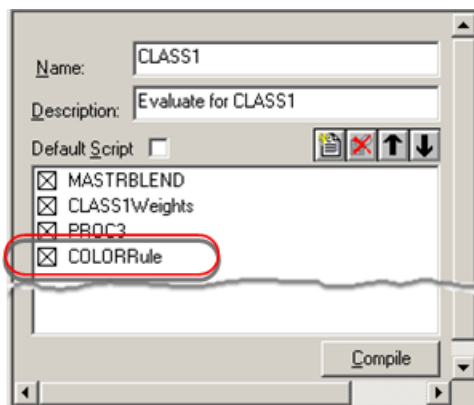 Name: CLASS1
Description: Evaluate for CLASS1
Default Script
MASTRBLEND
CLASS1Weights
PROC3
COLORRule
Compile